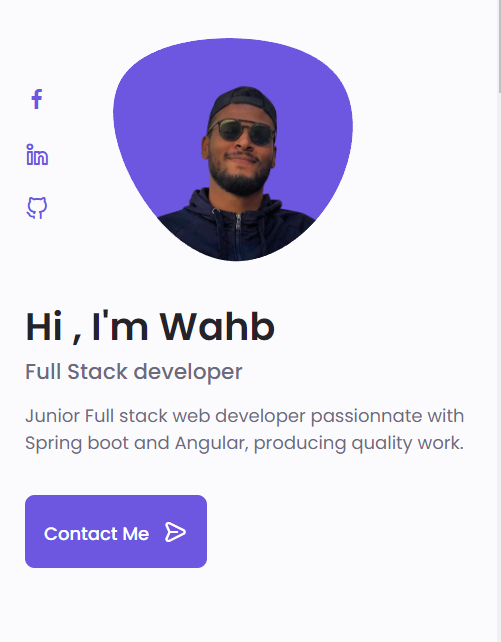 Hi , I'm Wahb
Full Stack developer
Junior Full stack web developer passionnate with
Spring boot and Angular, producing quality work.
Contact Me